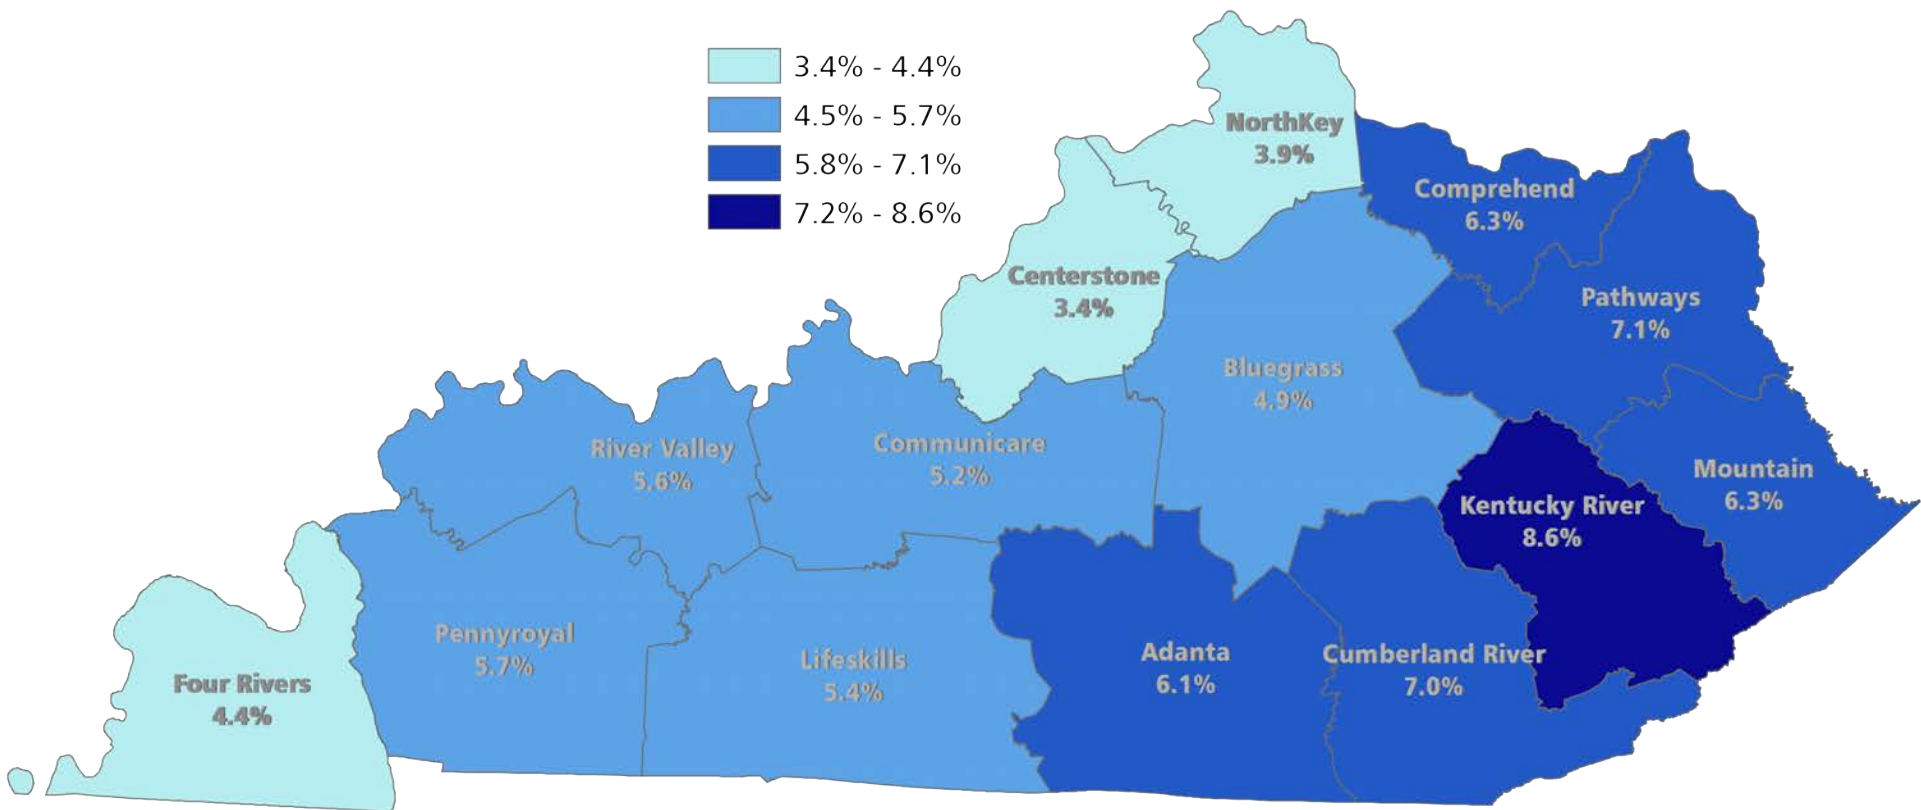 3.4% - 4.4%
4.5% - 5.7%
5.8% - 7.1%
7.2% - 8.6%
NorthKey
3.9%
Comprehend
6.3%
Centerstone
3.4%
Pathways
7.1%
Bluegrass
4.9%
River Valley
5.6%
Communicare
5.2%
Mountain
6.3%
Kentucky River
8.6%
Pennyroyal
5.7%
Lifeskills
5.4%
Adanta
6.1%
Cumberland River
7.0%
Four Rivers
4.4%